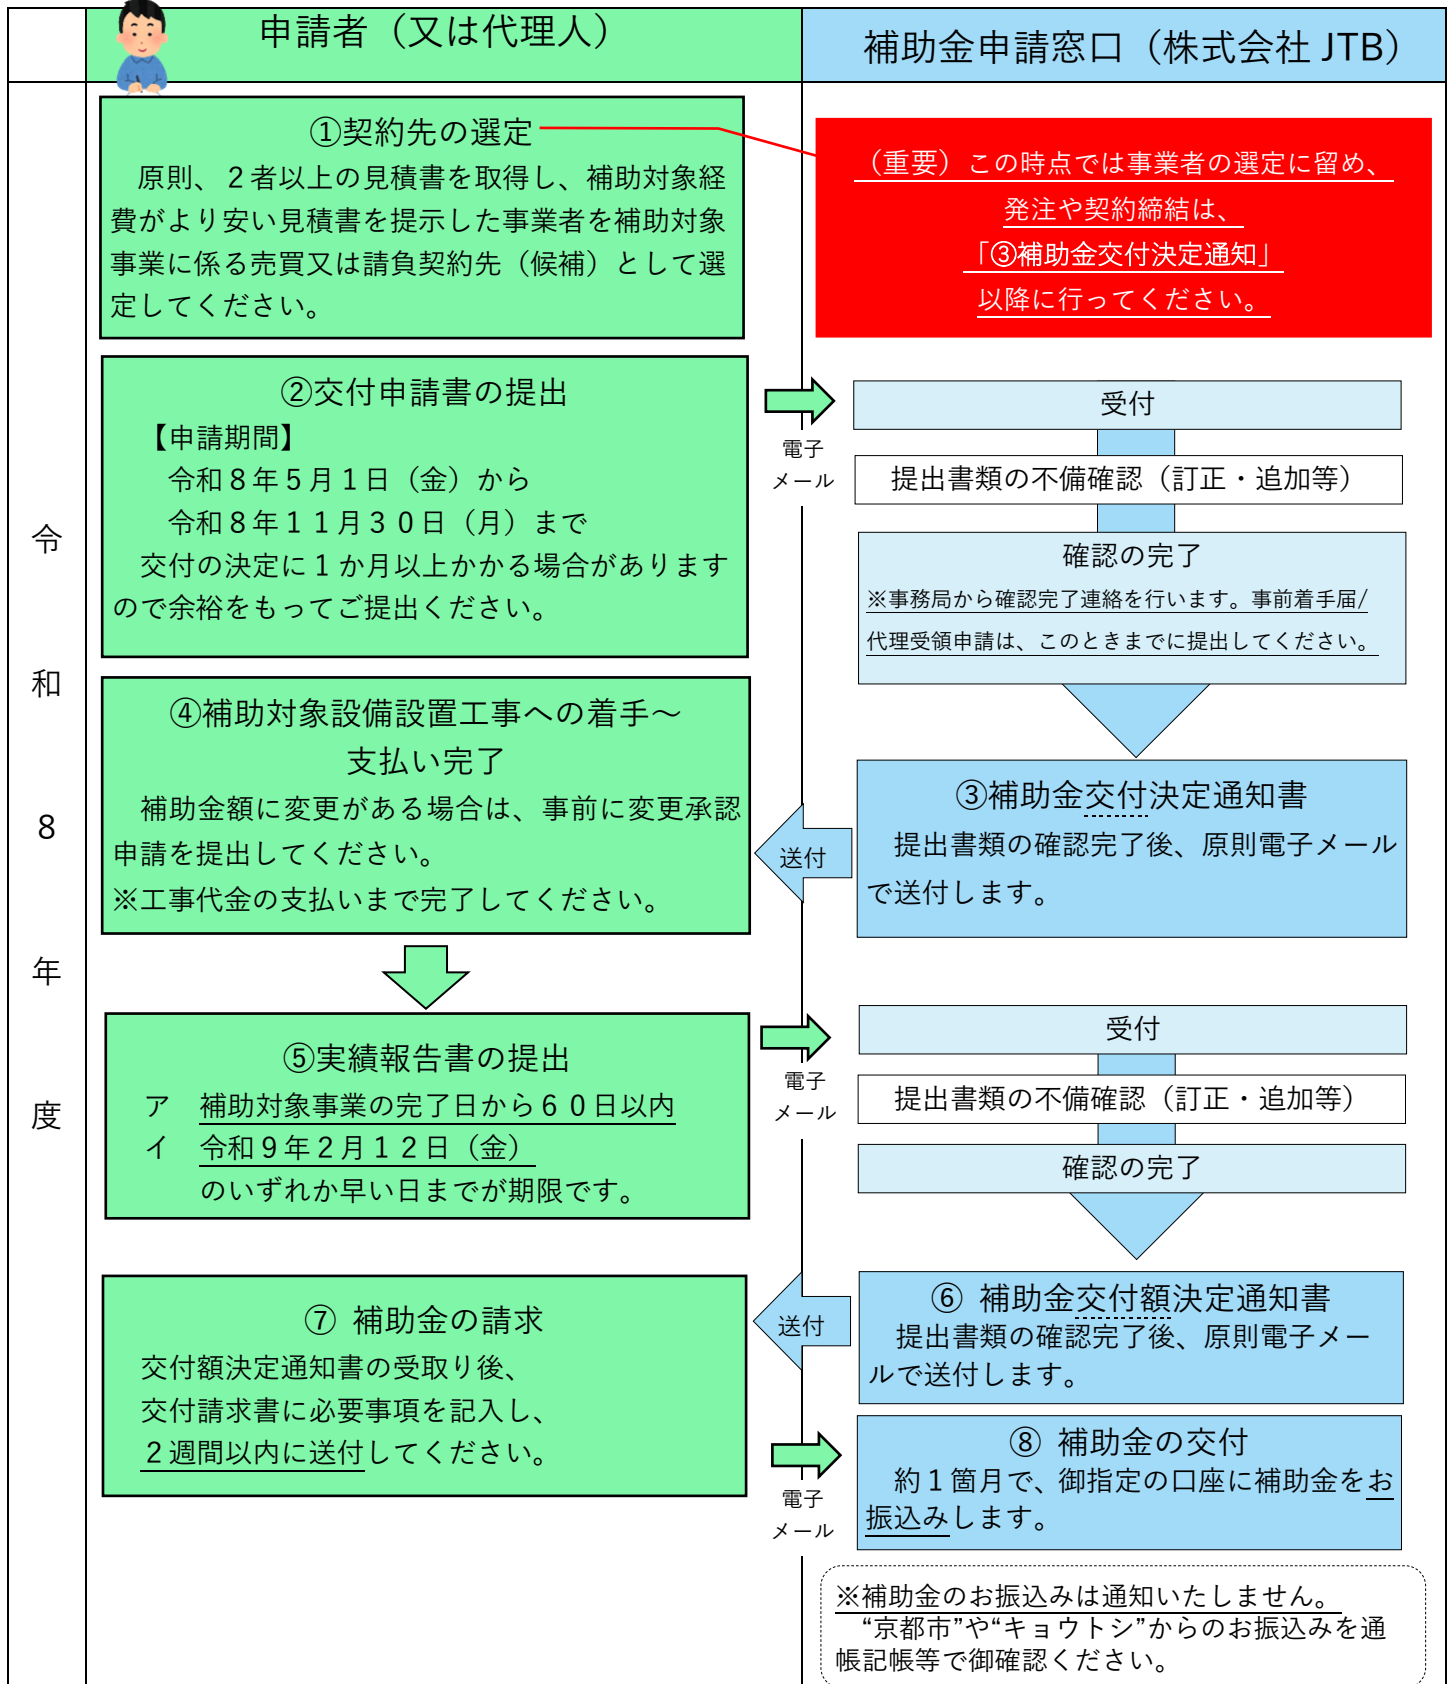 申請者（又は代理人）
補助金申請窓口（株式会社 JTB）
令
和
8
年
度
①契約先の選定
原則、２者以上の見積書を取得し、補助対象経
費がより安い見積書を提示した事業者を補助対象
事業に係る売買又は請負契約先（候補）として選
定してください。
（重要）この時点では事業者の選定に留め、
発注や契約締結は、
「③補助金交付決定通知」
以降に行ってください。
②交付申請書の提出
【申請期間】
令和８年５月１日（金）から
令和８年１１月３０日（月）まで
交付の決定に１か月以上かかる場合があります
ので余裕をもってご提出ください。
電子
メール
受付
提出書類の不備確認（訂正・追加等）
確認の完了
※事務局から確認完了連絡を行います。事前着手届/
代理受領申請は、このときまでに提出してください。
③補助金交付決定通知書
提出書類の確認完了後、原則電子メール
で送付します。
送付
④補助対象設備設置工事への着手～
支払い完了
補助金額に変更がある場合は、事前に変更承認
申請を提出してください。
※工事代金の支払いまで完了してください。
⑤実績報告書の提出
ア　補助対象事業の完了日から６０日以内
イ　令和９年２月１２日（金）
のいずれか早い日までが期限です。
電子
メール
受付
提出書類の不備確認（訂正・追加等）
確認の完了
⑥ 補助金交付額決定通知書
提出書類の確認完了後、原則電子メー
ルで送付します。
送付
⑦ 補助金の請求
交付額決定通知書の受取り後、
交付請求書に必要事項を記入し、
２週間以内に送付してください。
電子
メール
⑧ 補助金の交付
約１箇月で、御指定の口座に補助金をお
振込みします。
※補助金のお振込みは通知いたしません。
“京都市”や“キョウトシ”からのお振込みを通
帳記帳等で御確認ください。